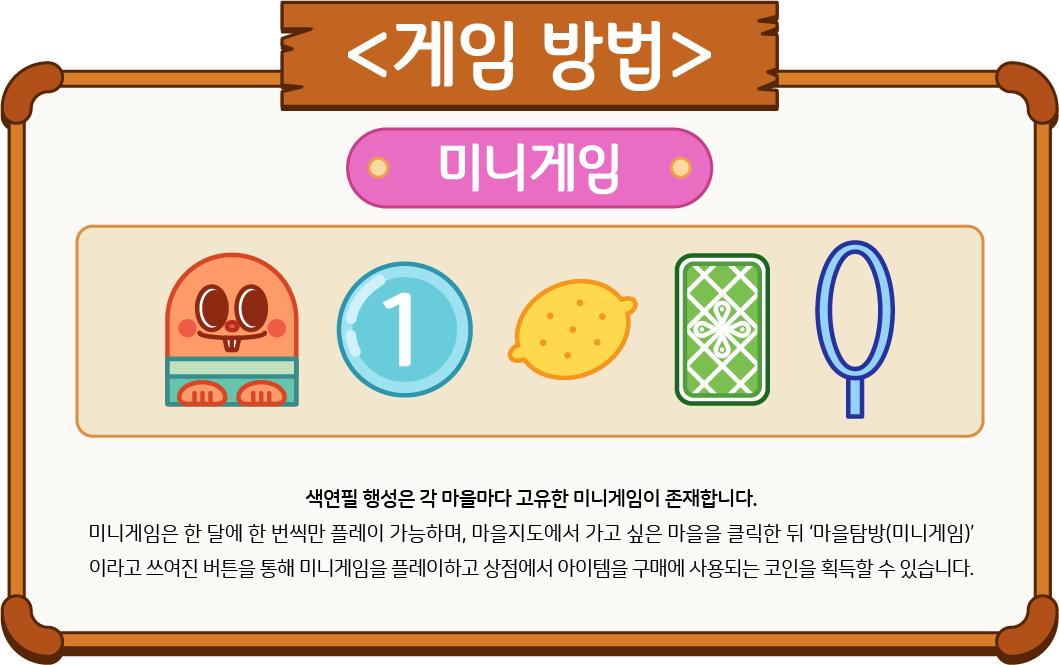 <게임 방법>
미니게임
1
색연필 행성은 각 마을마다 고유한 미니게임이 존재합니다.
미니게임은 한 달에 한 번씩만 플레이 가능하며, 마을지도에서 가고 싶은 마을을 클릭한 뒤 ‘마을탐방(미니게임)’
이라고 쓰여진 버튼을 통해 미니게임을 플레이하고 상점에서 아이템을 구매에 사용되는 코인을 획득할 수 있습니다.